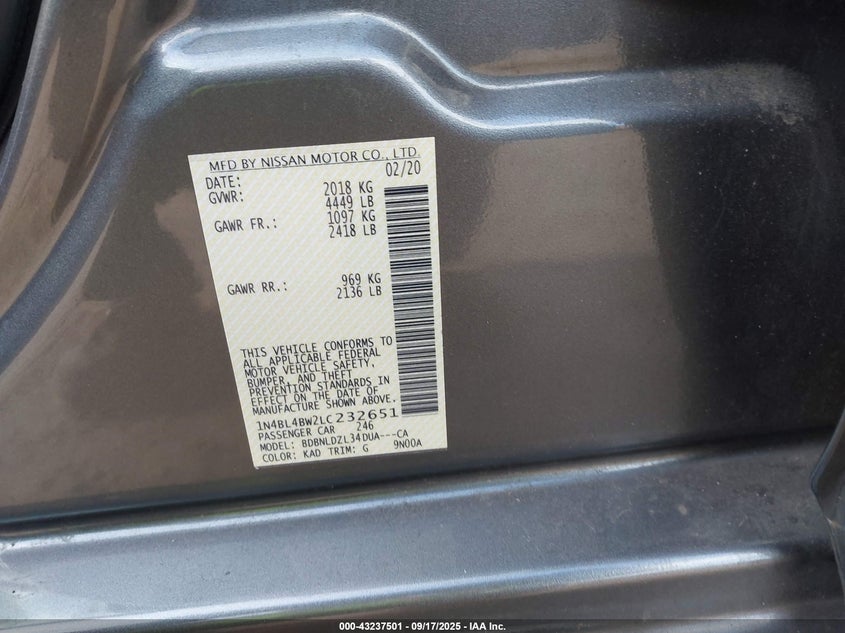 MFD BY NISSAN MOTOR CO., LTD.
DATE: 02/20
GVWR: 2018 KG
4449 LB
GAWR FR.: 1097 KG
2418 LB
GAWR RR.: 969 KG
2136 LB
THIS VEHICLE CONFORMS TO
ALL APPLICABLE FEDERAL
MOTOR VEHICLE SAFETY,
BUMPER, AND THEFT
PREVENTION STANDARDS IN
EFFECT ON THE DATE OF
MANUFACTURE SHOWN ABOVE.
1N4BL4BW2LC232651
PASSENGER CAR 246
MODEL: BDBNLDZL34DUA---CA
COLOR: KAD TRIM: G 9N00A
000-43237501 - 09/17/2025 - IAA Inc.